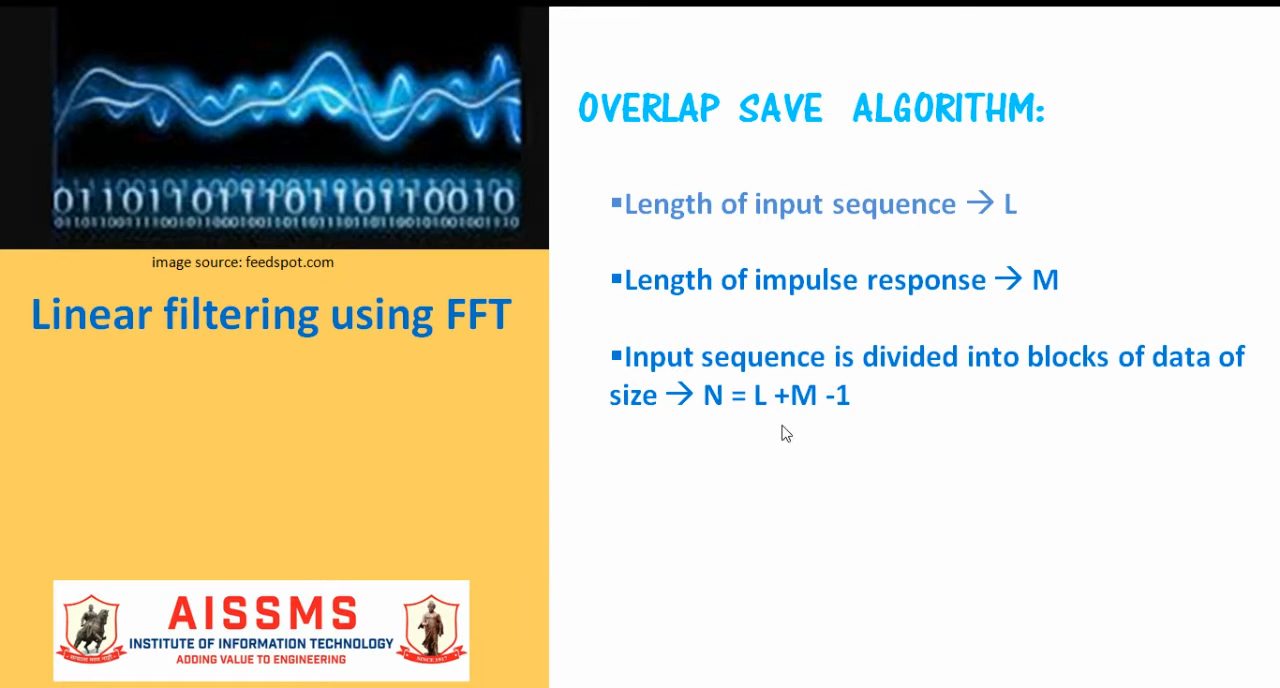 image source: feedspot.com
Linear filtering using FFT
AISSMS
INSTITUTE OF INFORMATION TECHNOLOGY
ADDING VALUE TO ENGINEERING
OVERLAP SAVE ALGORITHM:
▪Length of input sequence → L
▪Length of impulse response → M
▪Input sequence is divided into blocks of data of
size → N = L +M -1